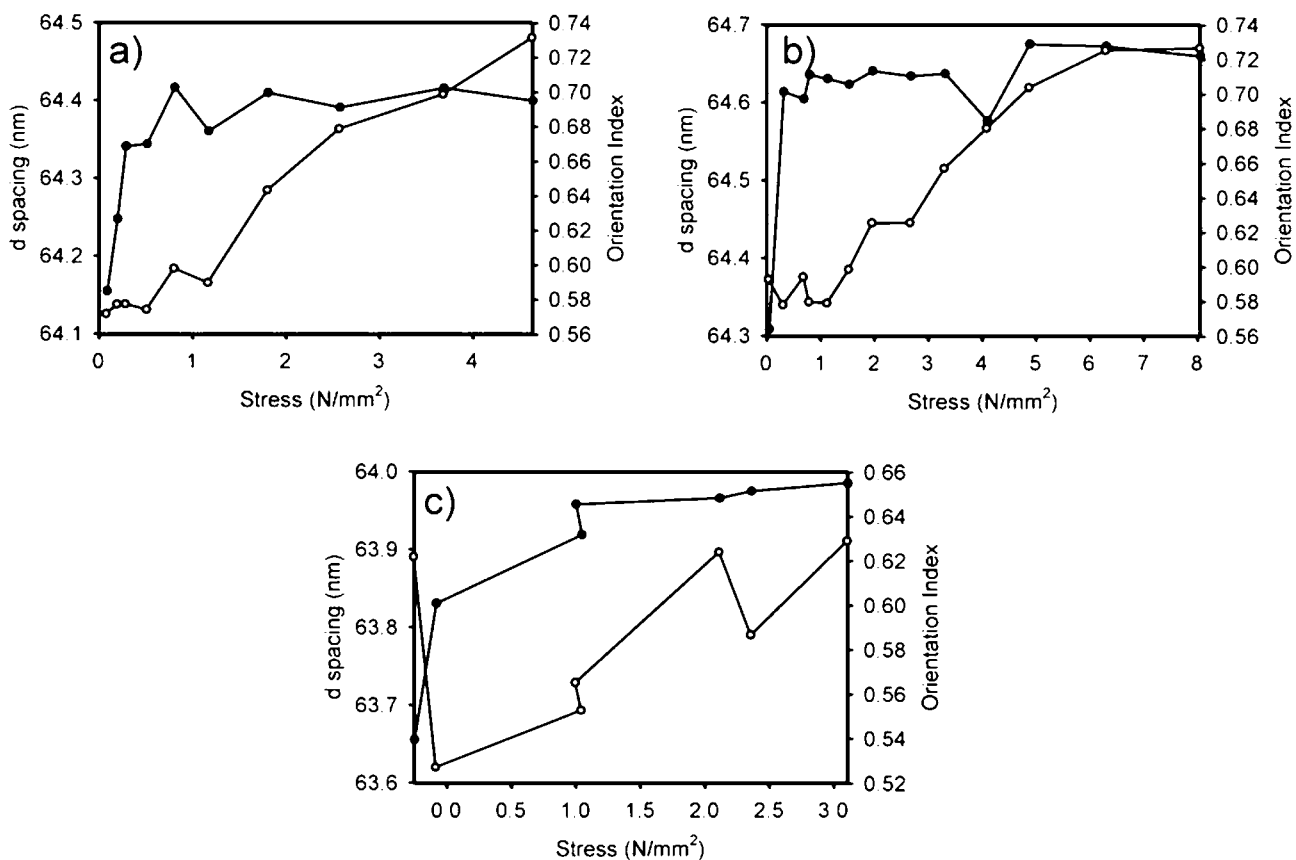 a)
64.5
64.4
64.3
64.2
64.1
d spacing (nm)
0.74
0.72
0.70
0.68
0.66
0.64
0.62
0.60
0.58
0.56
Orientation Index
0 1 2 3 4
Stress (N/mm²)
b)
64.7
64.6
64.5
64.4
64.3
d spacing (nm)
0.74
0.72
0.70
0.68
0.66
0.64
0.62
0.60
0.58
0.56
Orientation Index
0 1 2 3 4 5 6 7 8
Stress (N/mm²)
c)
64.0
63.9
63.8
63.7
63.6
d spacing (nm)
0.66
0.64
0.62
0.60
0.58
0.56
0.54
0.52
Orientation Index
0 0 0.5 1.0 1.5 2.0 2.5 3 0
Stress (N/mm²)